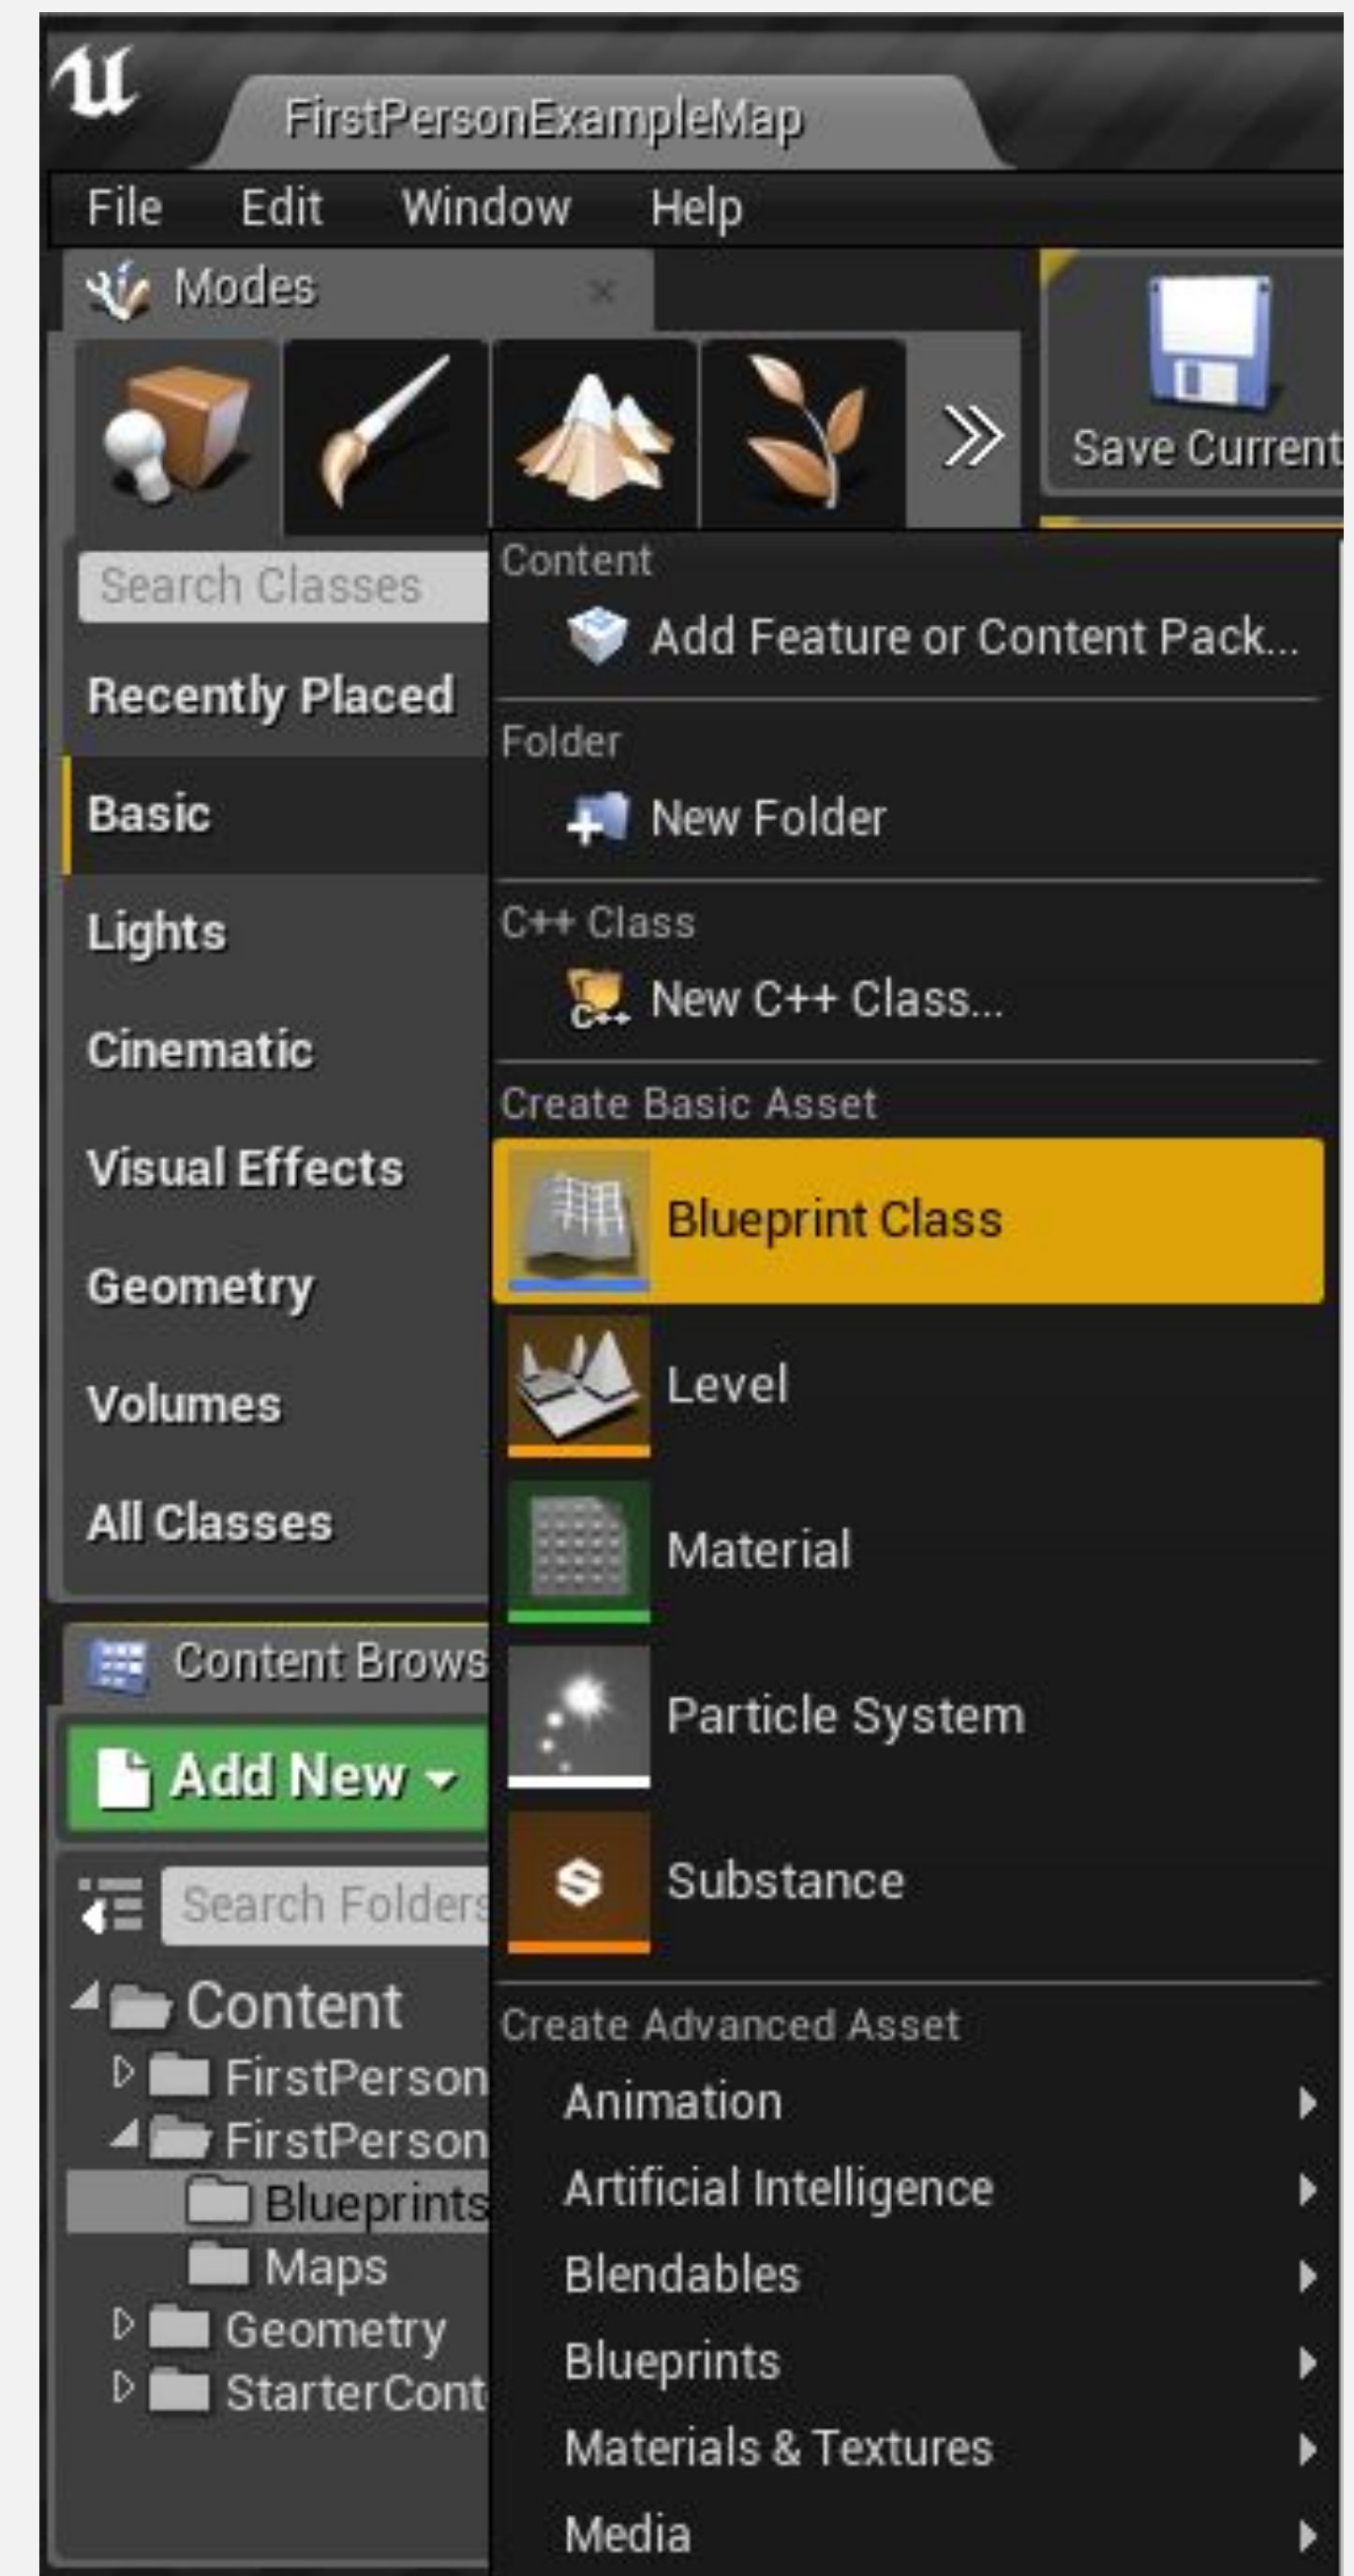 FirstPersonExampleMap
File Edit Window Help
Modes
Save Current
Search Classes
Recently Placed
Basic
Lights
Cinematic
Visual Effects
Geometry
Volumes
All Classes
Content
Add Feature or Content Pack...
Folder
New Folder
C++ Class
C++ New C++ Class...
Create Basic Asset
Blueprint Class
Level
Material
Particle System
Substance
Create Advanced Asset
Animation
Artificial Intelligence
Blendables
Blueprints
Materials & Textures
Media
Content Brows
Add New
Search Folders
Content
FirstPerson
FirstPerson
Blueprints
Maps
Geometry
StarterCont